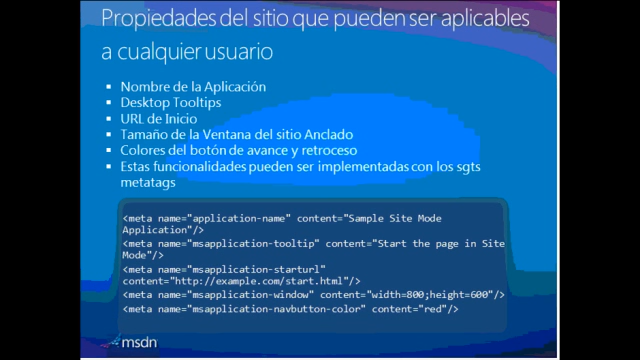 Propiedades del sitio que pueden ser aplicables
a cualquier usuario
Nombre de la Aplicación
Desktop Tooltips
URL de Inicio
Tamaño de la Ventana del sitio Anclado
Colores del botón de avance y retroceso
Estas funcionalidades pueden ser implementadas con los sgts
metatags
<meta name="application-name" content="Sample Site Mode
Application"/>
<meta name="msapplication-tooltip" content="Start the page in Site
Mode"/>
<meta name="msapplication-starturl"
content="http://example.com/start.html"/>
<meta name="msapplication-window" content="width=800;height=600"/>
<meta name="msapplication-navbutton-color" content="red"/>
msdn